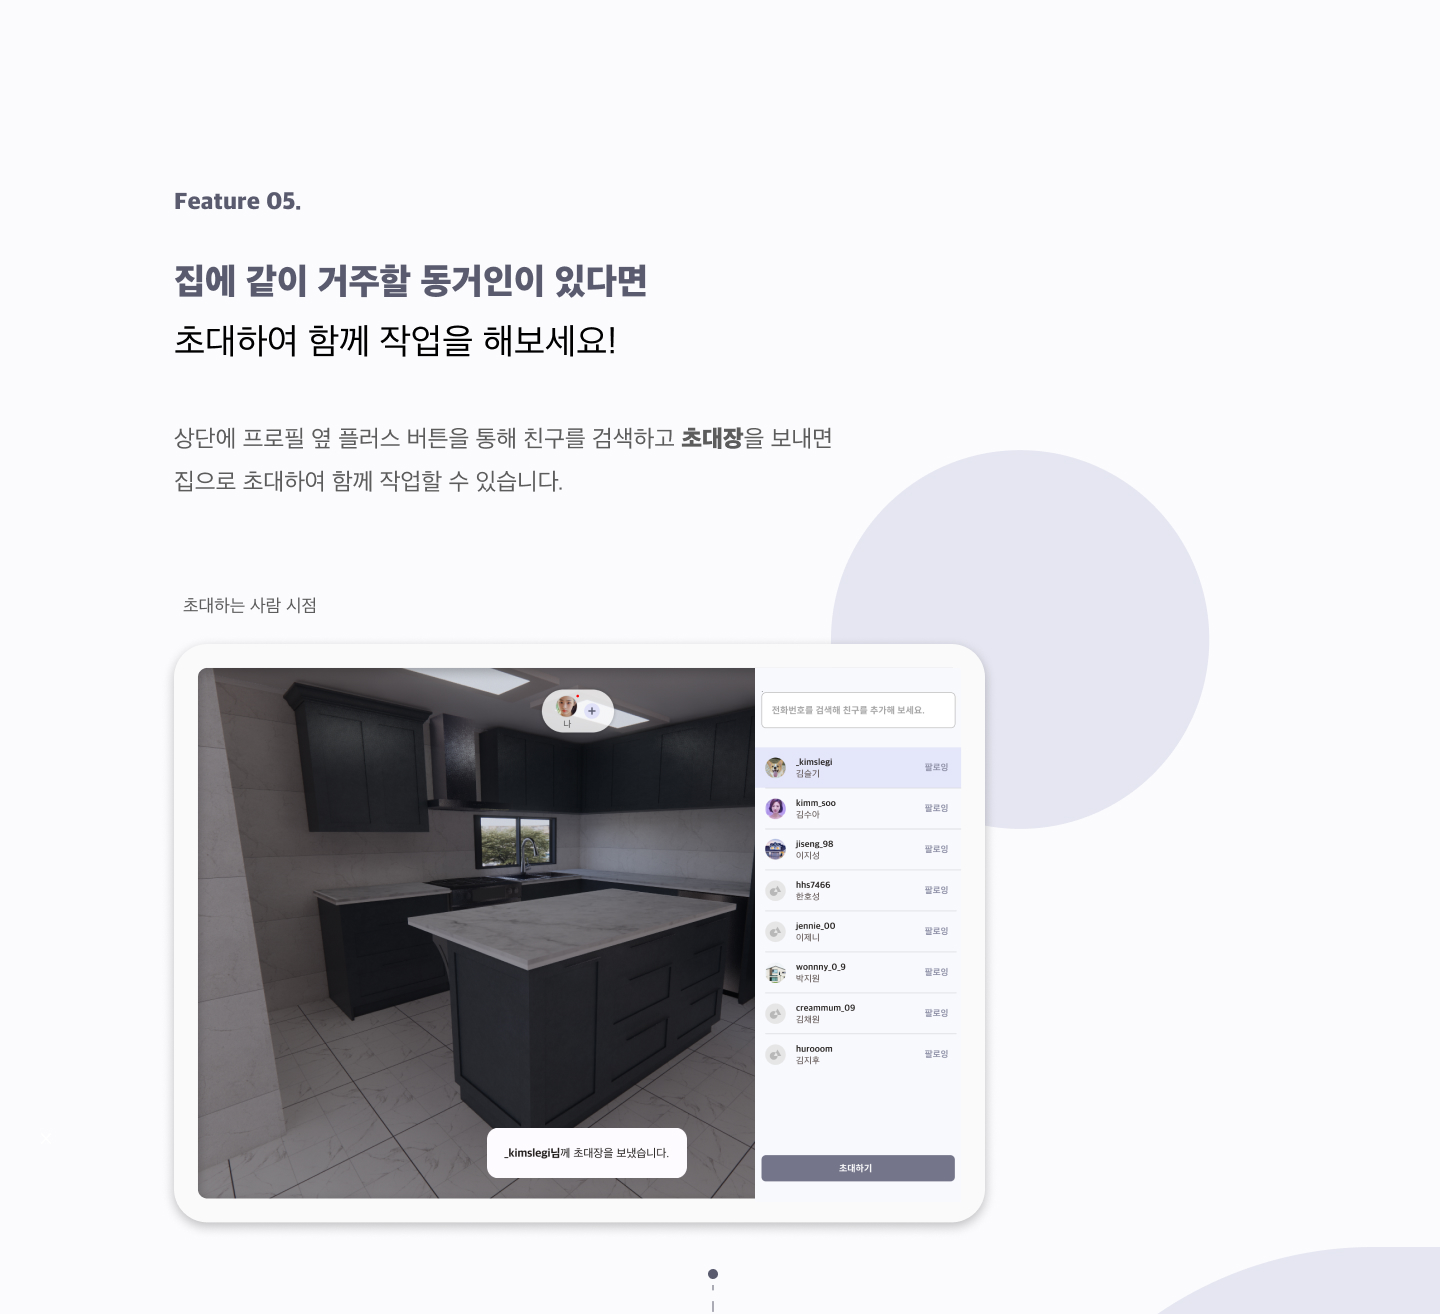 Feature 05.
집에 같이 거주할 동거인이 있다면
초대하여 함께 작업을 해보세요!
상단에 프로필 옆 플러스 버튼을 통해 친구를 검색하고 초대장을 보내면
집으로 초대하여 함께 작업할 수 있습니다.
초대하는 사람 시점
나
전화번호를 검색해 친구를 추가해 보세요.
_kimslegi
김슬기
팔로잉
kimm_soo
김수아
팔로잉
jiseng_98
이지성
팔로잉
hhs7466
한호성
팔로잉
jennie_00
이제니
팔로잉
wonnny_0_9
박지원
팔로잉
creammum_09
김채원
팔로잉
hurooom
김지후
팔로잉
_kimslegi님께 초대장을 보냈습니다.
초대하기